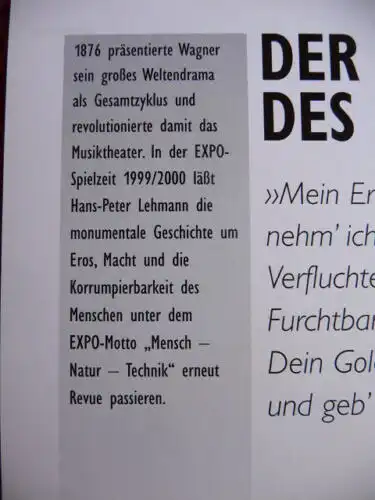 1876 präsentierte Wagner
sein großes Weltendrama
als Gesamtzyklus und
revolutionierte damit das
Musiktheater. In der EXPO-
Spielzeit 1999/2000 läßt
Hans-Peter Lehmann die
monumentale Geschichte um
Eros, Macht und die
Korrumpierbarkeit des
Menschen unter dem
EXPO-Motto „Mensch –
Natur – Technik“ erneut
Revue passieren.
DER
DES
»Mein Er
nehm' ich
Verfluchte
Furchtbar
Dein Gol
und geb'